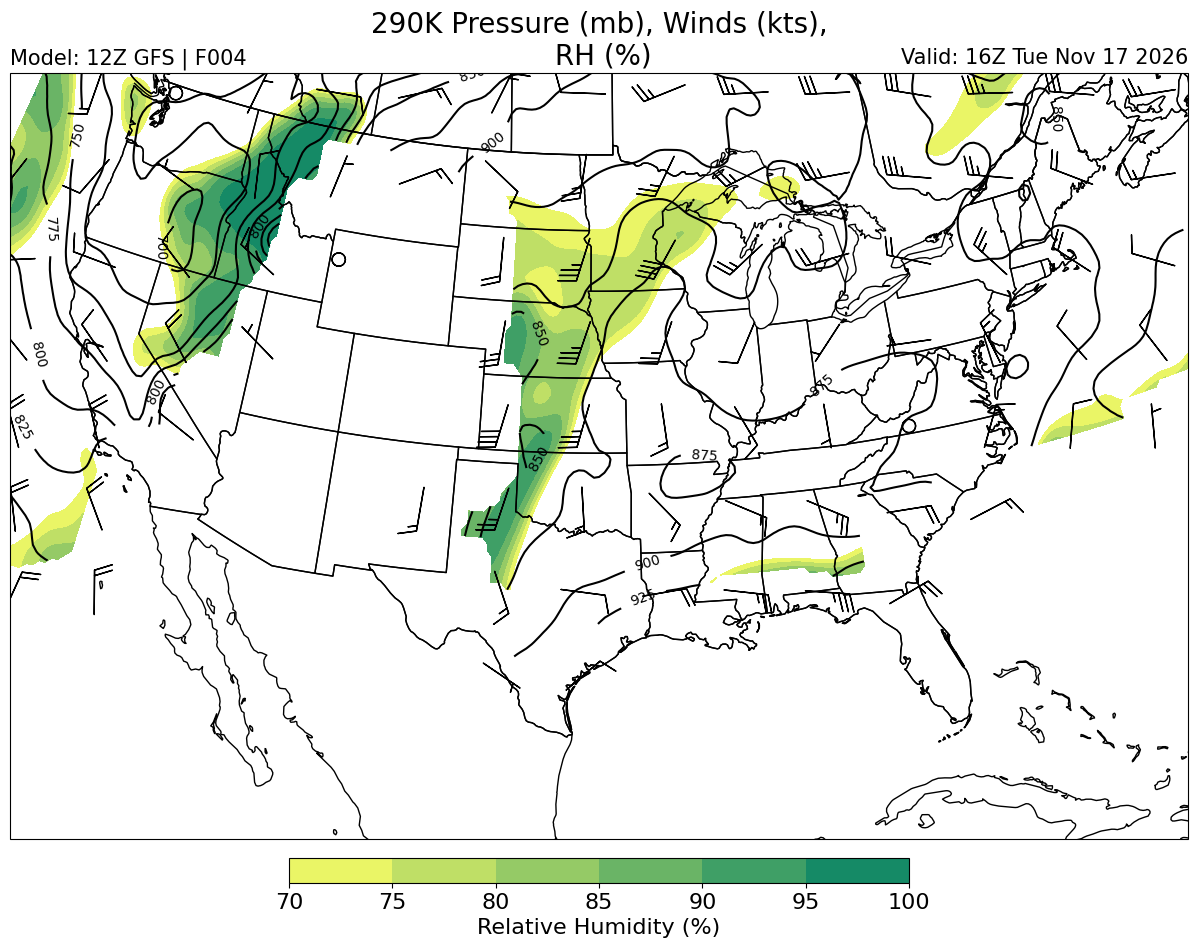 290K Pressure (mb), Winds (kts),
RH (%)
Model: 12Z GFS | F004
Valid: 16Z Tue Nov 17 2026
850
750
900
850
775
800
700
850
800
875
800
825
850
875
900
925
70 75 80 85 90 95 100
Relative Humidity (%)